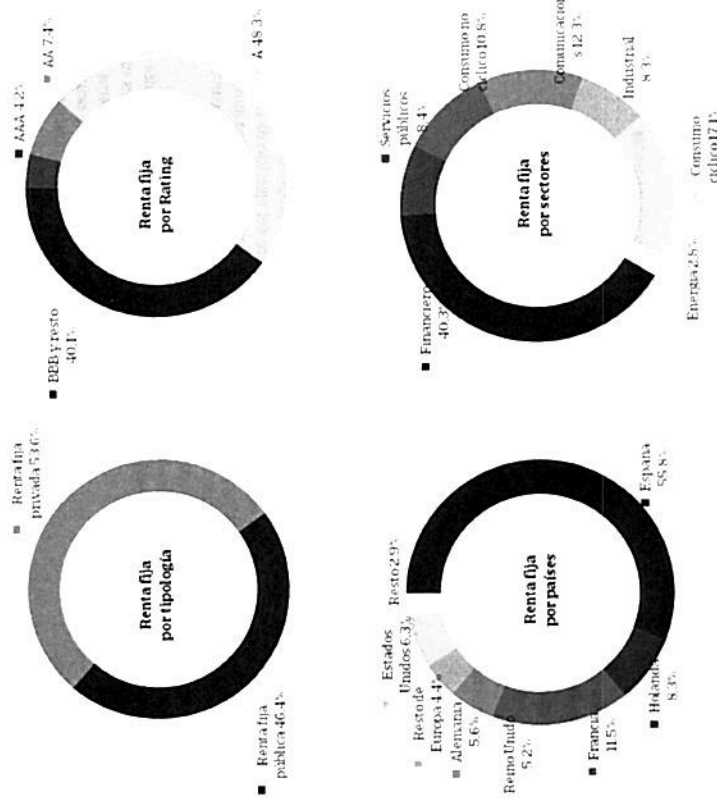 Renta fija
por tipología
■ Renta fija
privada 53.6%
■ Renta fija
pública 46.4%
Renta fija
por Rating
■ AAA 4.2%
■ AA 7.4%
A 48.3%
■ BBB y resto
40.1%
Renta fija
por países
Resto 2.9%
■ España
55.8%
■ Holanda
8.3%
■ Francia
11.5%
Reino Unido
5.2%
■ Alemania
5.6%
■ Resto de
Europa 4.4%
Estados
Unidos 6.3%
Renta fija
por sectores
■ Servicios
públicos
8.4%
Consumo no
cíclico 10.8%
Comunicacion
s 12.3%
Industrial
8.3%
Consumo
cíclico 17.1%
Energía 2.8%
■ Financiero
40.3%